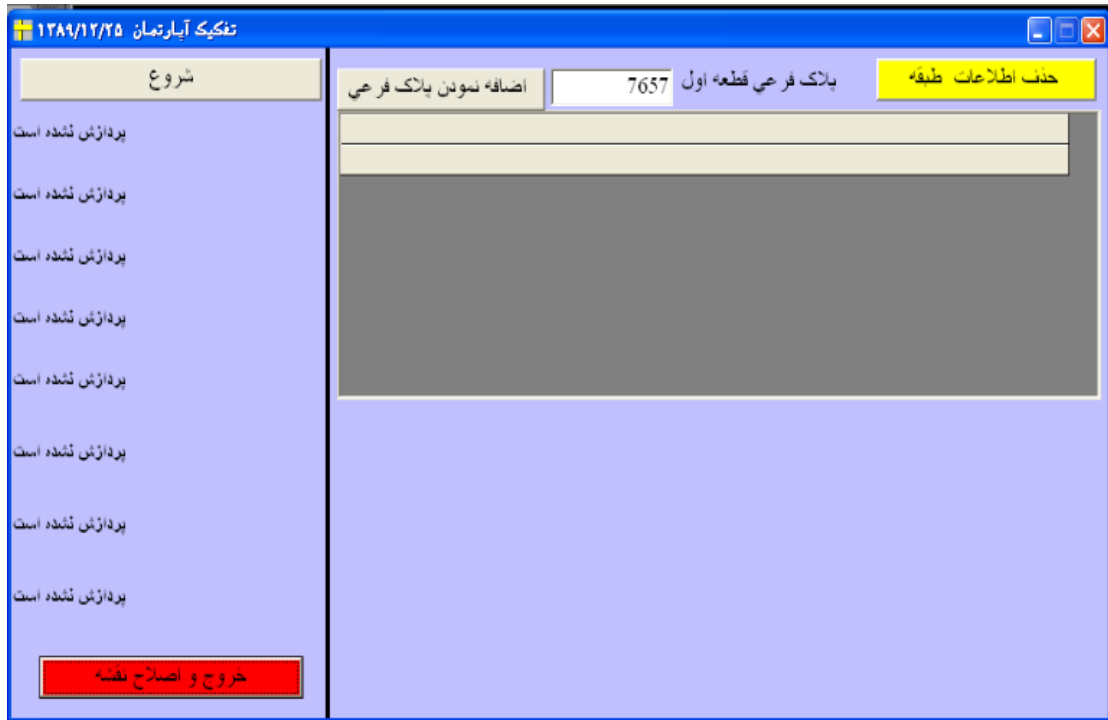 تفکیک آپارتمان ۱۳۸۹/۱۲/۲۵
حذف اطلاعات طبقه
پلاک فرعي قطعه اول
7657
اضافه نمودن پلاک فرعي
شروع
پردازش نشده است
پردازش نشده است
پردازش نشده است
پردازش نشده است
پردازش نشده است
پردازش نشده است
پردازش نشده است
پردازش نشده است
خروج و اصلاح نقشه